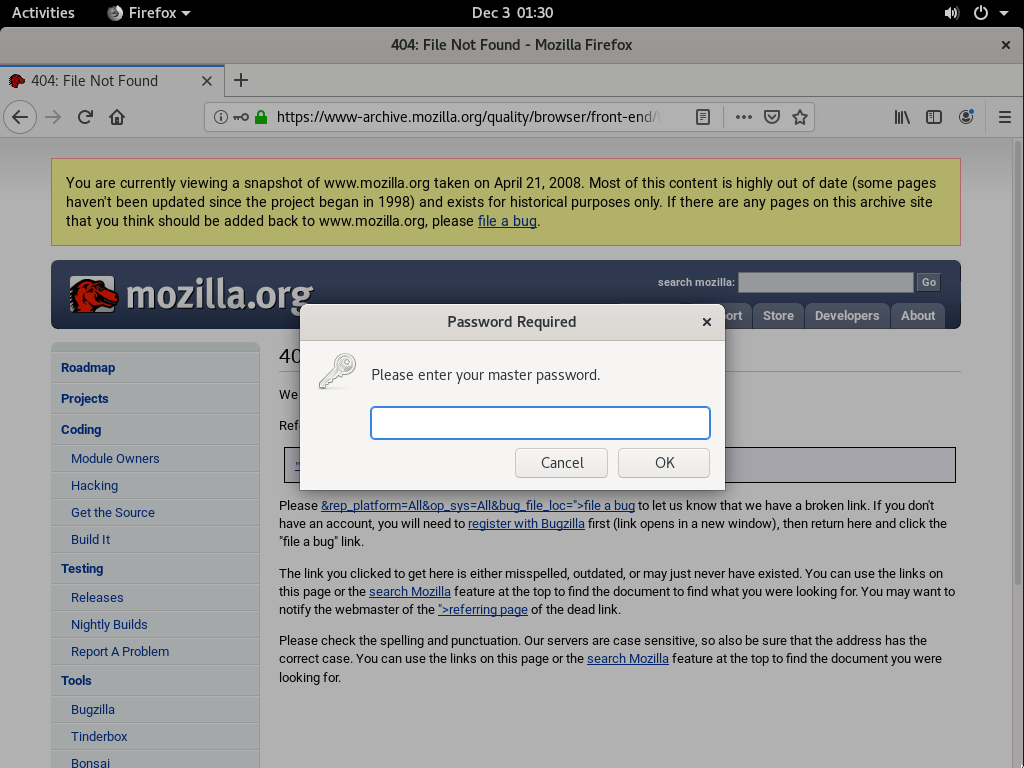 Activities Firefox Dec 3 01:30
404: File Not Found - Mozilla Firefox
404: File Not Found
https://www-archive.mozilla.org/quality/browser/front-end/
You are currently viewing a snapshot of www.mozilla.org taken on April 21, 2008. Most of this content is highly out of date (some pages
haven't been updated since the project began in 1998) and exists for historical purposes only. If there are any pages on this archive site
that you think should be added back to www.mozilla.org, please file a bug.
mozilla.org
search mozilla: Go
Store Developers About
Password Required
Please enter your master password.
Cancel OK
Roadmap
Projects
Coding
Module Owners
Hacking
Get the Source
Build It
Testing
Releases
Nightly Builds
Report A Problem
Tools
Bugzilla
Tinderbox
Bonsai
We
Please &rep_platform=All&op_sys=All&bug_file_loc=">file a bug to let us know that we have a broken link. If you don't
have an account, you will need to register with Bugzilla first (link opens in a new window), then return here and click the
"file a bug" link.
The link you clicked to get here is either misspelled, outdated, or may just never have existed. You can use the links on
this page or the search Mozilla feature at the top to find the document to find what you were looking for. You may want to
notify the webmaster of the ">referring page of the dead link.
Please check the spelling and punctuation. Our servers are case sensitive, so also be sure that the address has the
correct case. You can use the links on this page or the search Mozilla feature at the top to find the document you were
looking for.